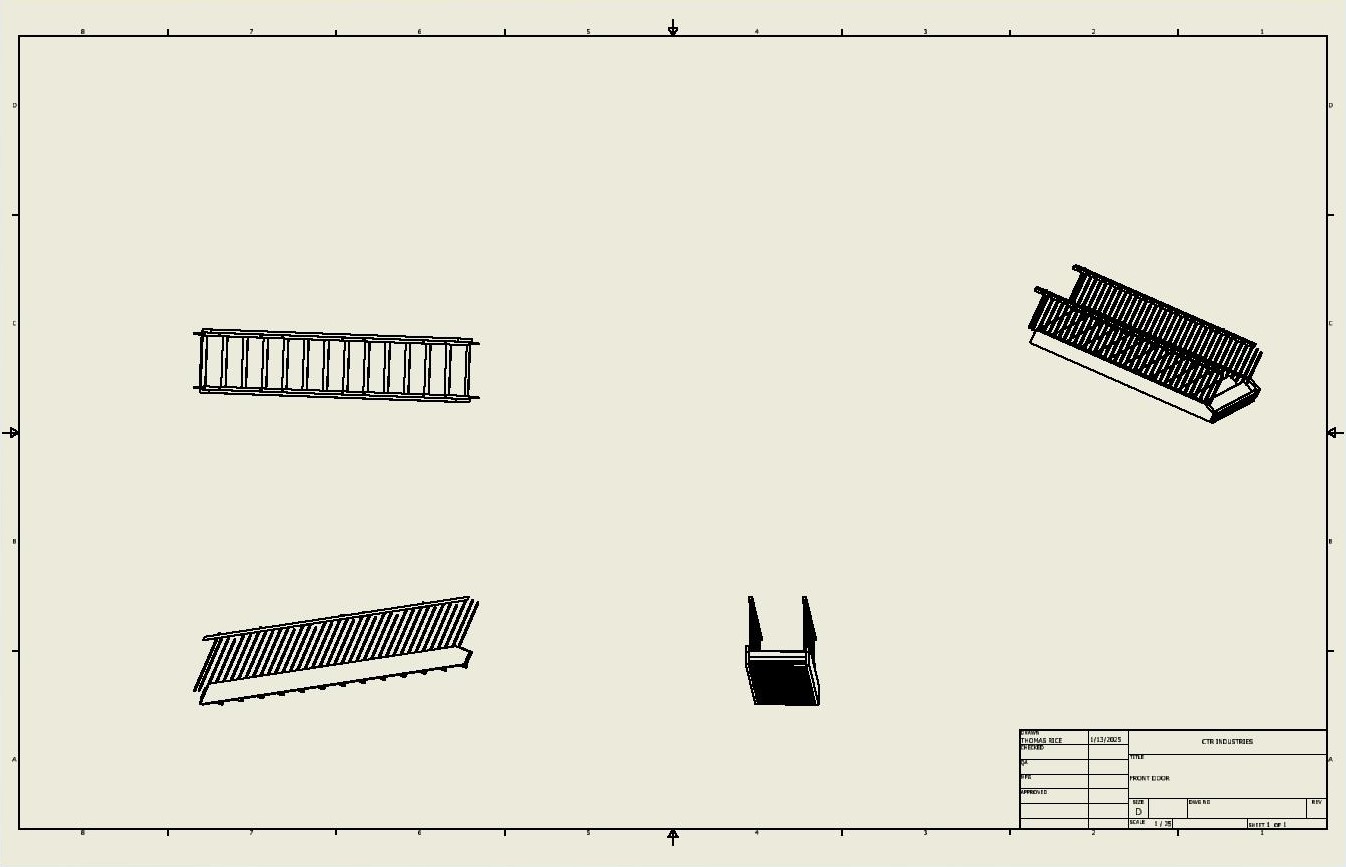 8 7 6 5 4 3 2 1
D D
C C
B B
A A
DRAWN
THOMAS RICE 1/13/2025
CHECKED
QA
MFG
APPROVED
CTR INDUSTRIES
TITLE
FRONT DOOR
SIZE
D
DWG NO
REV
SCALE 1 / 25
SHEET 1 OF 1
8 7 6 5 4 3 2 1